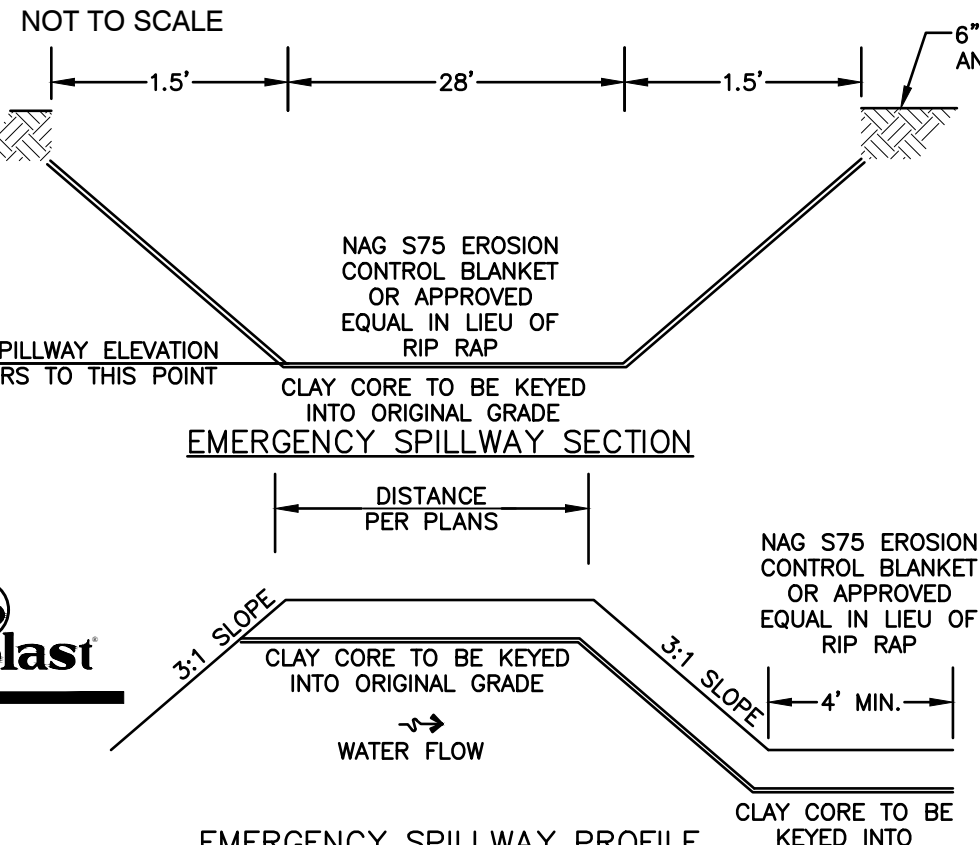 NOT TO SCALE
6"
1.5'
28'
1.5'
NAG S75 EROSION
CONTROL BLANKET
OR APPROVED
EQUAL IN LIEU OF
RIP RAP
ELEVATION
TO THIS POINT
CLAY CORE TO BE KEYED
INTO ORIGINAL GRADE
EMERGENCY SPILLWAY SECTION
DISTANCE
PER PLANS
NAG S75 EROSION
CONTROL BLANKET
OR APPROVED
EQUAL IN LIEU OF
RIP RAP
3:1 SLOPE
3:1 SLOPE
CLAY CORE TO BE KEYED
INTO ORIGINAL GRADE
4' MIN.
WATER FLOW
CLAY CORE TO BE
KEYED INTO
EMERGENCY SPILLWAY PROFILE